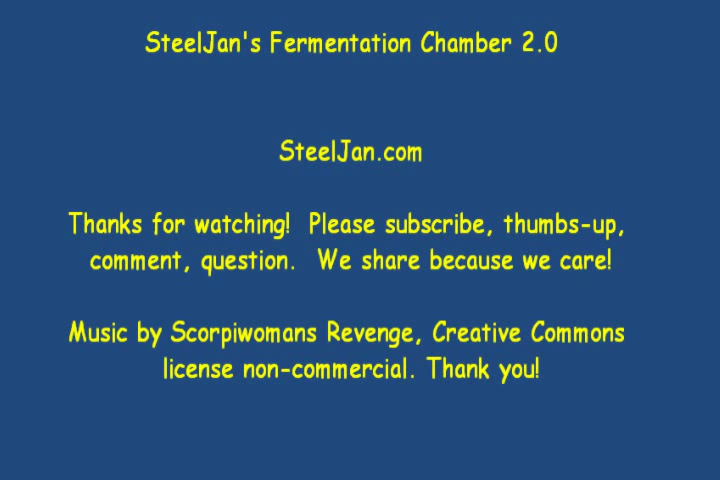 SteelJan's Fermentation Chamber 2.0
SteelJan.com
Thanks for watching!  Please subscribe, thumbs-up,
comment, question.  We share because we care!
Music by Scorpiwomans Revenge, Creative Commons
license non-commercial. Thank you!